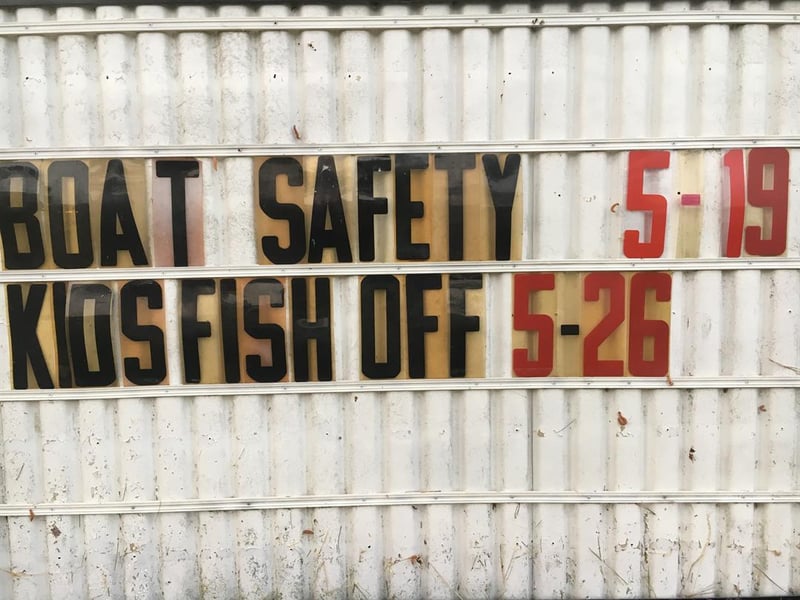 BOAT SAFETY 5-19
KIDS FISH OFF 5-26